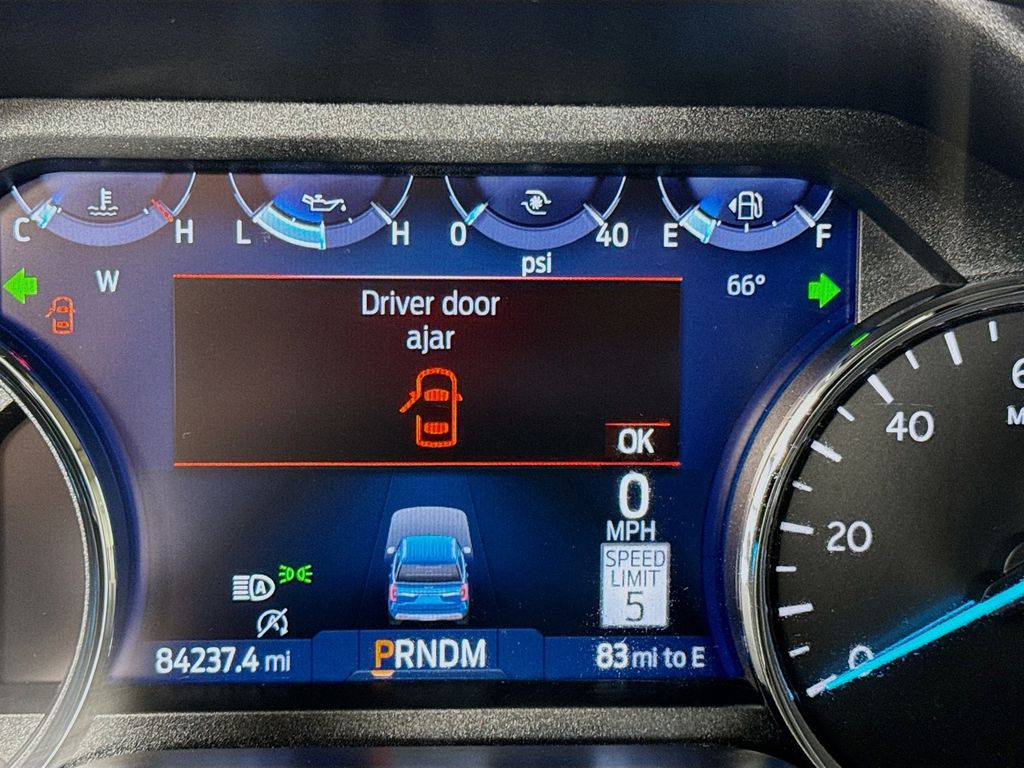 C H L H 0 40 E F
psi
W 66°
Driver door
ajar
OK
0
MPH
SPEED
LIMIT
5
A
84237.4 mi PRNDM 83 mi to E
0
20
40
6
M